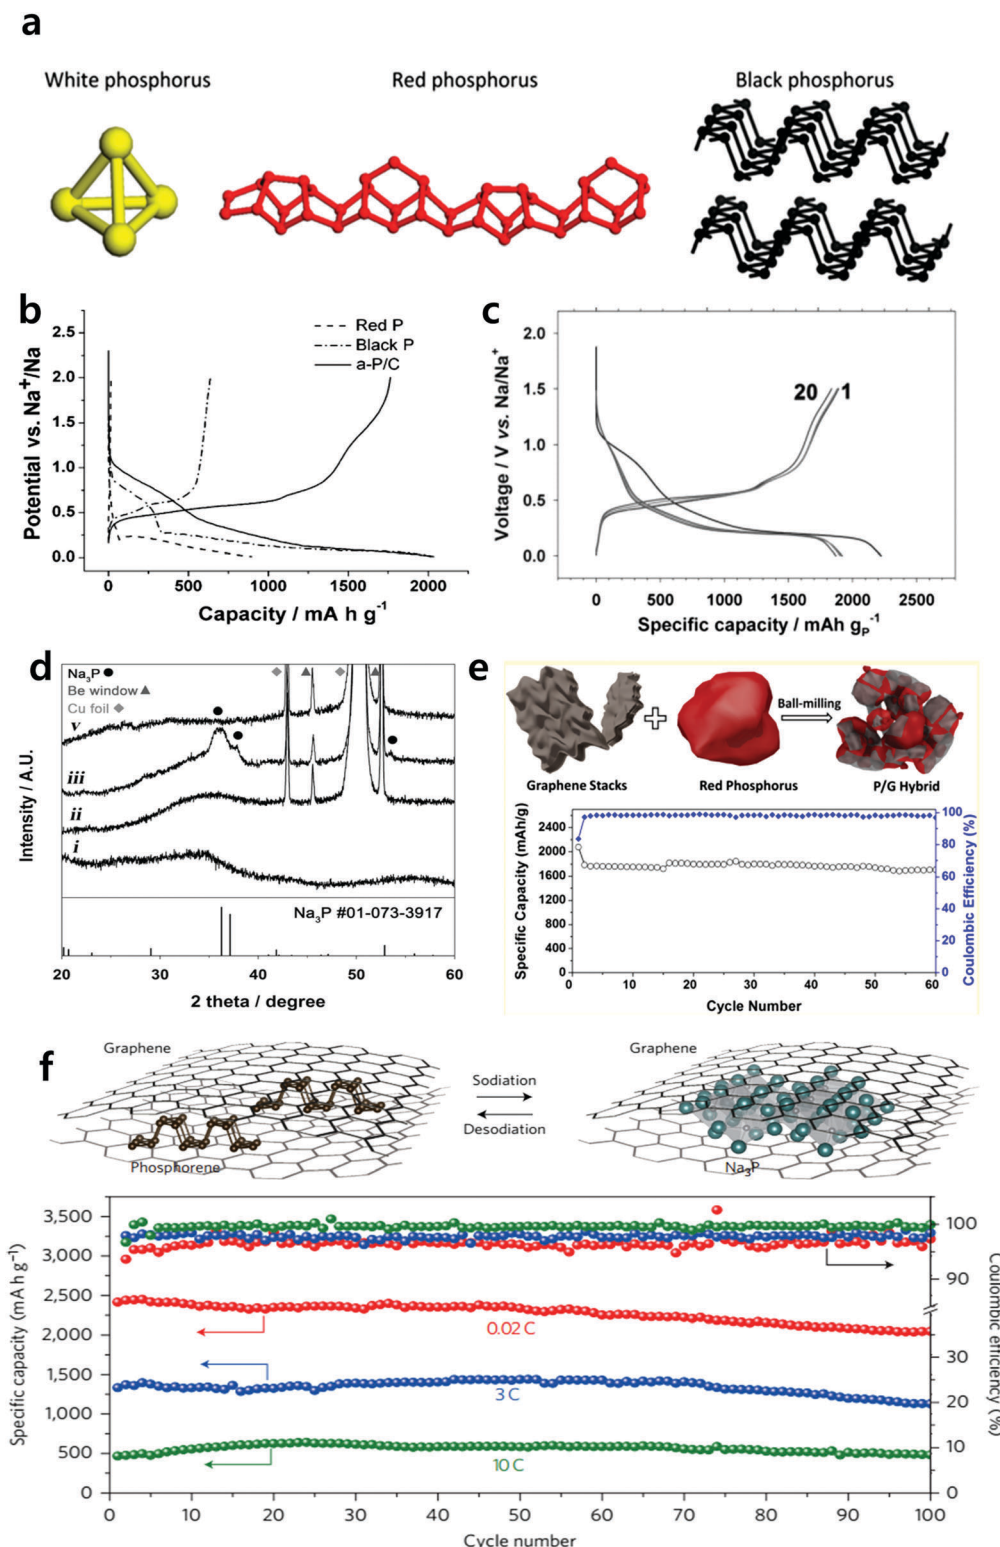 a
White phosphorus
Red phosphorus
Black phosphorus
b
Potential vs. Na⁺/Na
2.5
2.0
1.5
1.0
0.5
0.0
Red P
Black P
a-P/C
0
500
1000
1500
2000
Capacity / mA h g⁻¹
c
Voltage / V vs. Na/Na⁺
2.0
1.5
1.0
0.5
0.0
20 1
0
500
1000
1500
2000
2500
Specific capacity / mAh gₚ⁻¹
d
Na₃P ●
Be window ▲
Cu foil ◆
v
iii
ii
i
Intensity / A.U.
Na₃P #01-073-3917
20
30
40
50
60
2 theta / degree
e
Graphene Stacks
Red Phosphorus
Ball-milling
P/G Hybrid
Specific Capacity (mAh/g)
2400
2000
1600
1200
800
400
0
100
80
60
40
20
0
Coulombic Efficiency (%)
0
10
20
30
40
50
60
Cycle Number
f
Graphene
Phosphorene
Sodiation
Desodiation
Graphene
Na₃P
Specific capacity (mA h g⁻¹)
3,500
3,000
2,500
2,000
1,500
1,000
500
0
0.02 C
3 C
10 C
100
90
30
20
10
0
Coulombic efficiency (%)
0
10
20
30
40
50
60
70
80
90
100
Cycle number